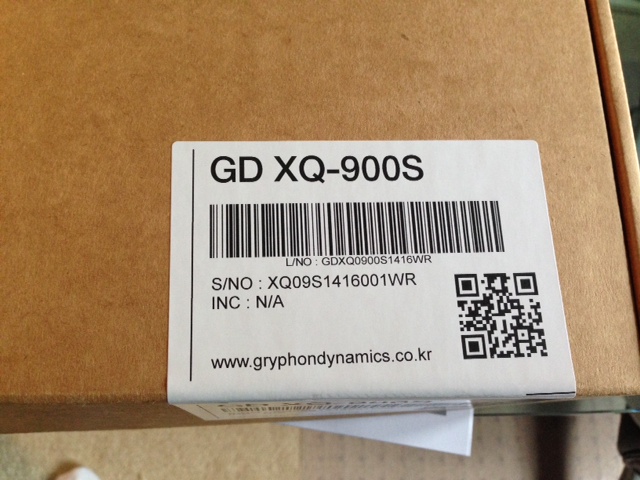 GD XQ-900S
L/NO : GDXQ0900S1416WR
S/NO : XQ09S1416001WR
INC : N/A
www.gryphondynamics.co.kr